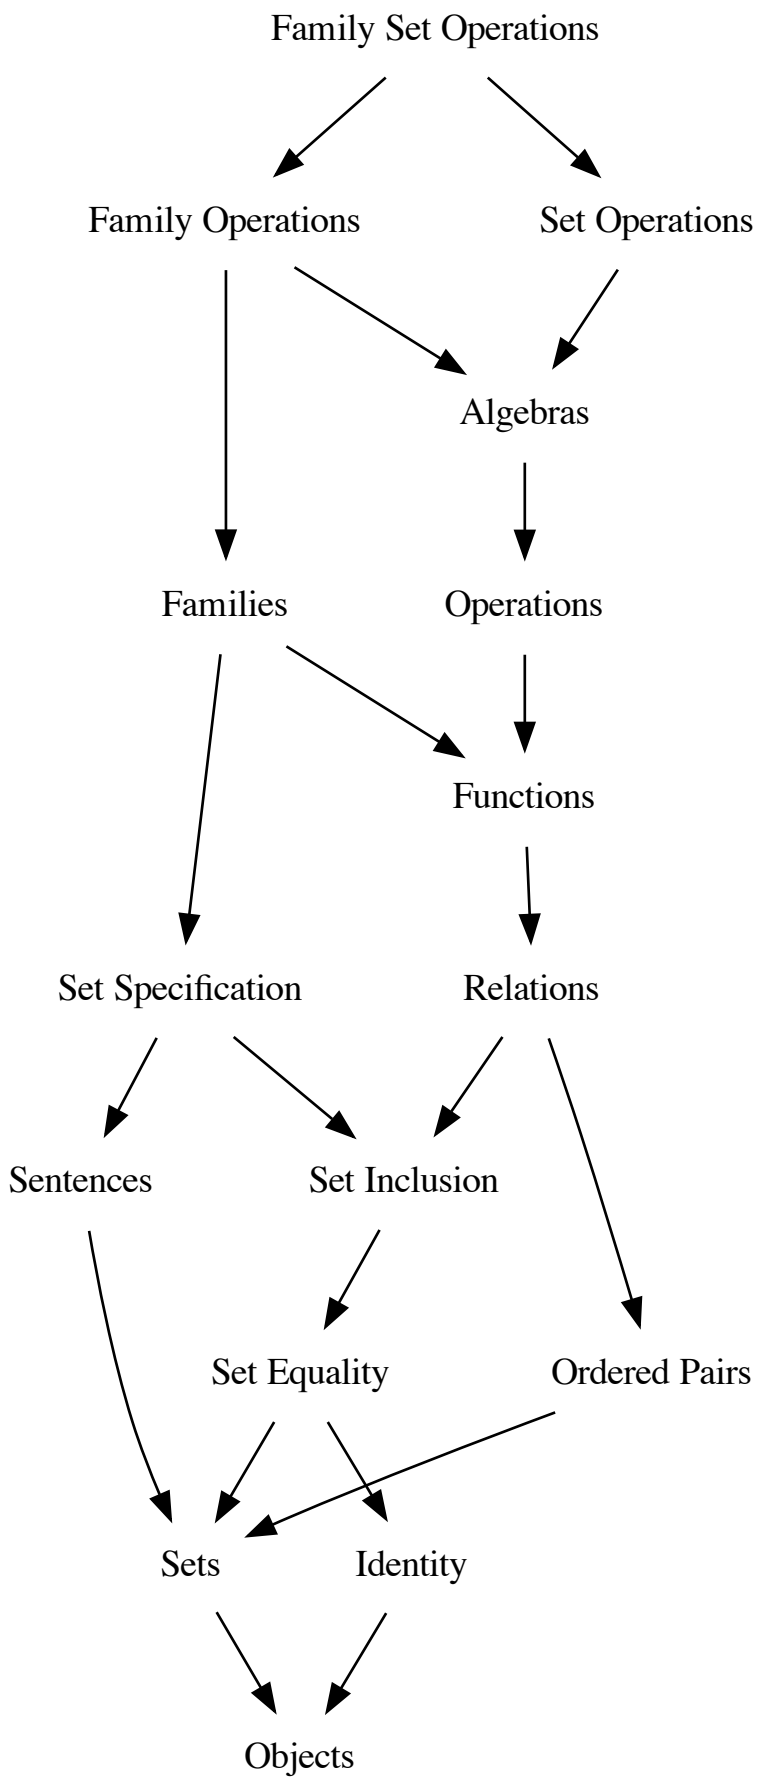 Family Set Operations
Family Operations
Set Operations
Algebras
Families
Operations
Functions
Set Specification
Relations
Sentences
Set Inclusion
Set Equality
Ordered Pairs
Sets
Identity
Objects